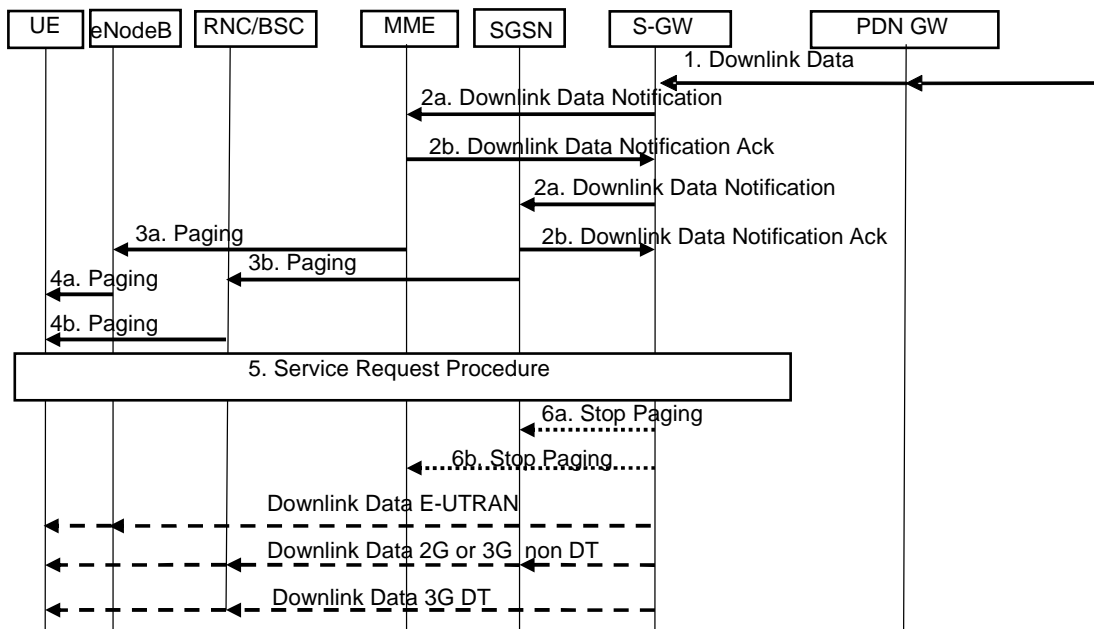 UE
eNodeB
RNC/BSC
MME
SGSN
S-GW
PDN GW
1. Downlink Data
2a. Downlink Data Notification
2b. Downlink Data Notification Ack
2a. Downlink Data Notification
3a. Paging
2b. Downlink Data Notification Ack
3b. Paging
4a. Paging
4b. Paging
5. Service Request Procedure
6a. Stop Paging
6b. Stop Paging
Downlink Data E-UTRAN
Downlink Data 2G or 3G non DT
Downlink Data 3G DT